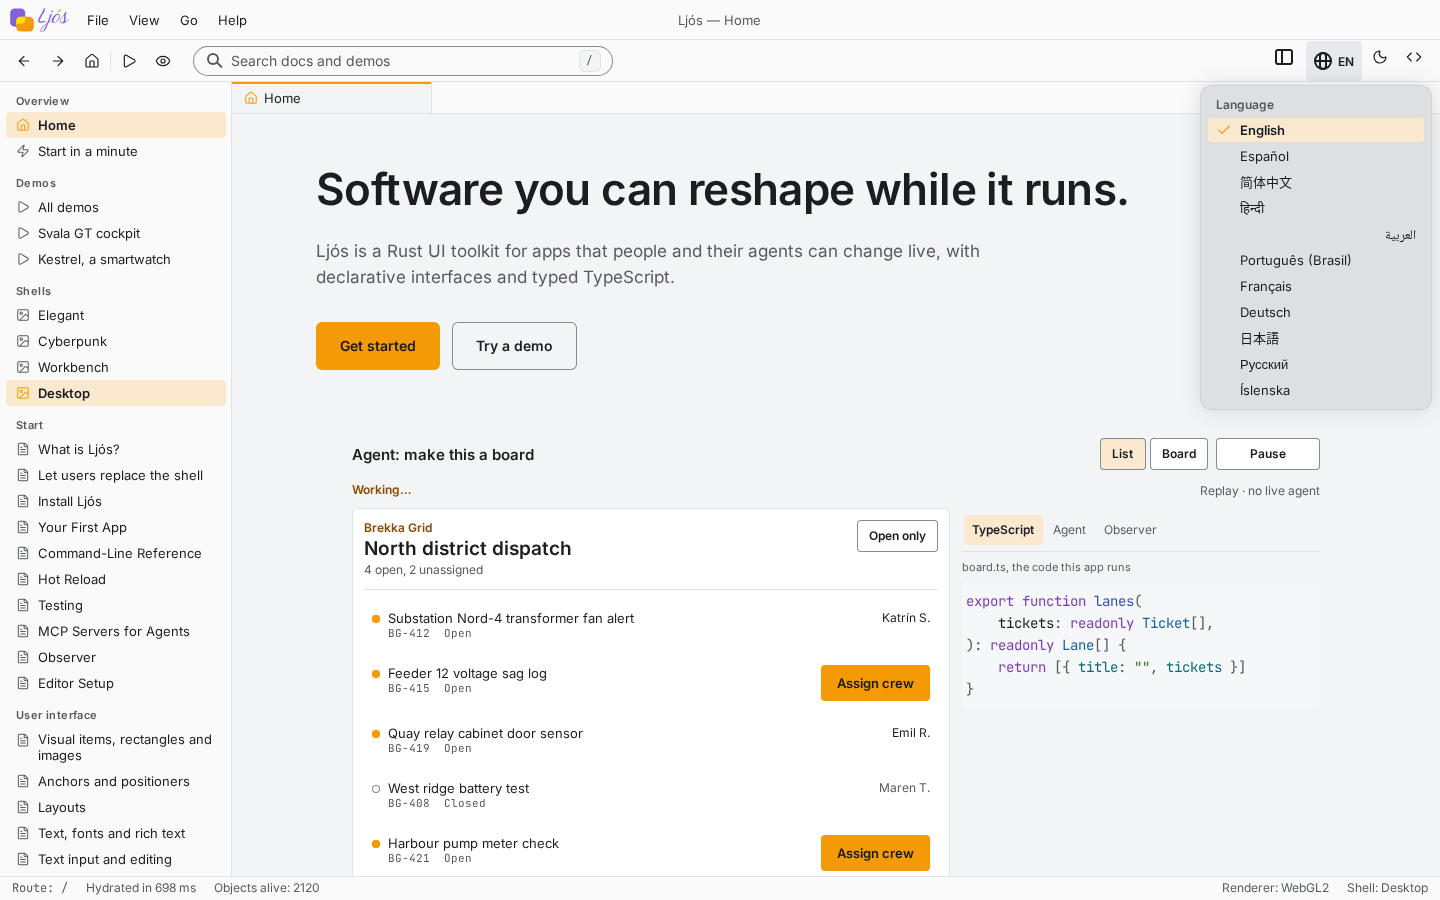 Ljós File View Go Help
Ljós — Home
Search docs and demos /
EN
Overview
Home
Start in a minute
Demos
All demos
Svala GT cockpit
Kestrel, a smartwatch
Shells
Elegant
Cyberpunk
Workbench
Desktop
Start
What is Ljós?
Let users replace the shell
Install Ljós
Your First App
Command-Line Reference
Hot Reload
Testing
MCP Servers for Agents
Observer
Editor Setup
User interface
Visual items, rectangles and
images
Anchors and positioners
Layouts
Text, fonts and rich text
Text input and editing
Home
Software you can reshape while it runs.
Ljós is a Rust UI toolkit for apps that people and their agents can change live, with
declarative interfaces and typed TypeScript.
Get started
Try a demo
Language
English
Español
简体中文
हिन्दी
العربية
Português (Brasil)
Français
Deutsch
日本語
Русский
Íslenska
Agent: make this a board
List Board Pause
Working...
Replay · no live agent
Brekka Grid
North district dispatch
4 open, 2 unassigned
Open only
Substation Nord-4 transformer fan alert
BG-412 Open
Katrín S.
Feeder 12 voltage sag log
BG-415 Open
Assign crew
Quay relay cabinet door sensor
BG-419 Open
Emil R.
West ridge battery test
BG-408 Closed
Maren T.
Harbour pump meter check
BG-421 Open
Assign crew
TypeScript Agent Observer
board.ts, the code this app runs
export function lanes(
    tickets: readonly Ticket[],
): readonly Lane[] {
    return [{ title: "", tickets }]
}
Route: / Hydrated in 698 ms Objects alive: 2120
Renderer: WebGL2 Shell: Desktop